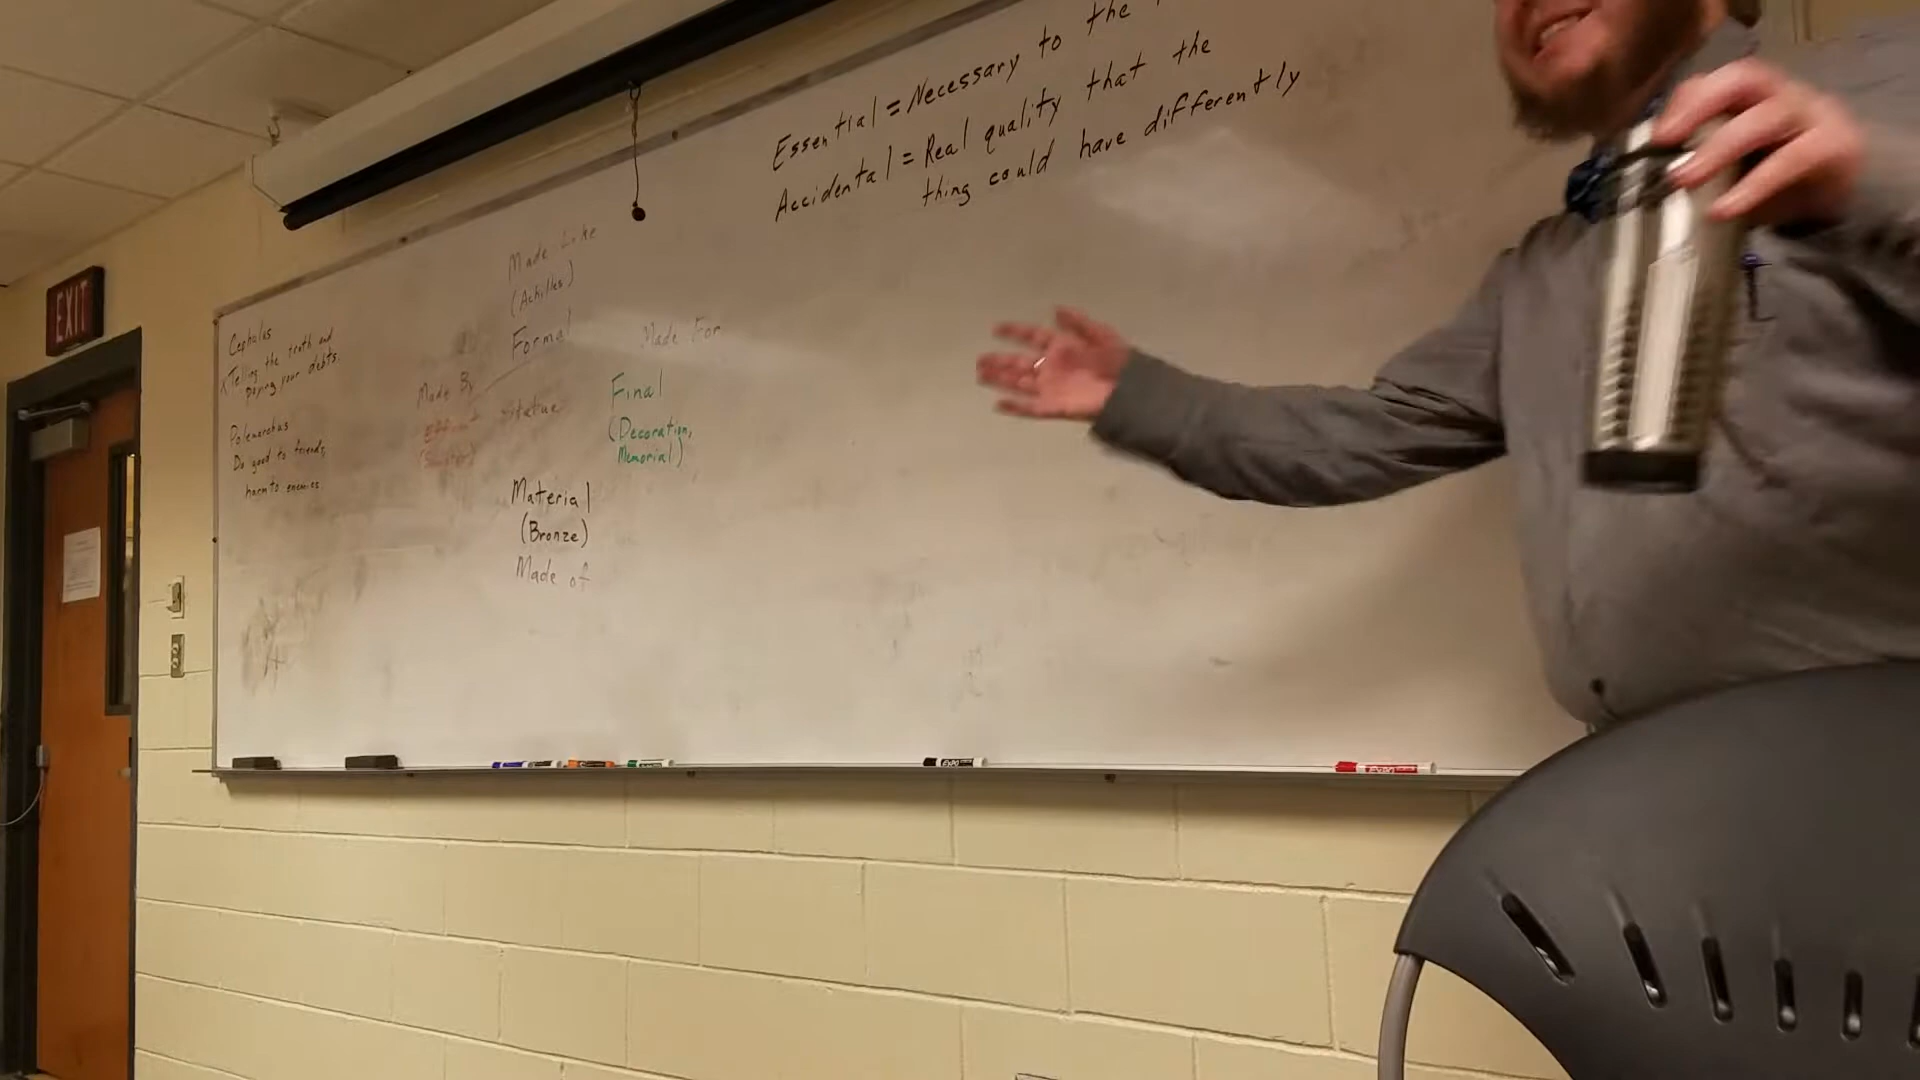 EXIT
Essential = Necessary to the
Accidental = Real quality that the
thing could have differently
Cephalus
x Telling the truth and
paying your debts
Polemarchus
Do good to friends,
harm to enemies
Made Like
(Achilles)
Formal
Made By
Statue
Made For
Final
(Decoration,
Memorial)
Material
(Bronze)
Made of
EXPO
EXPO